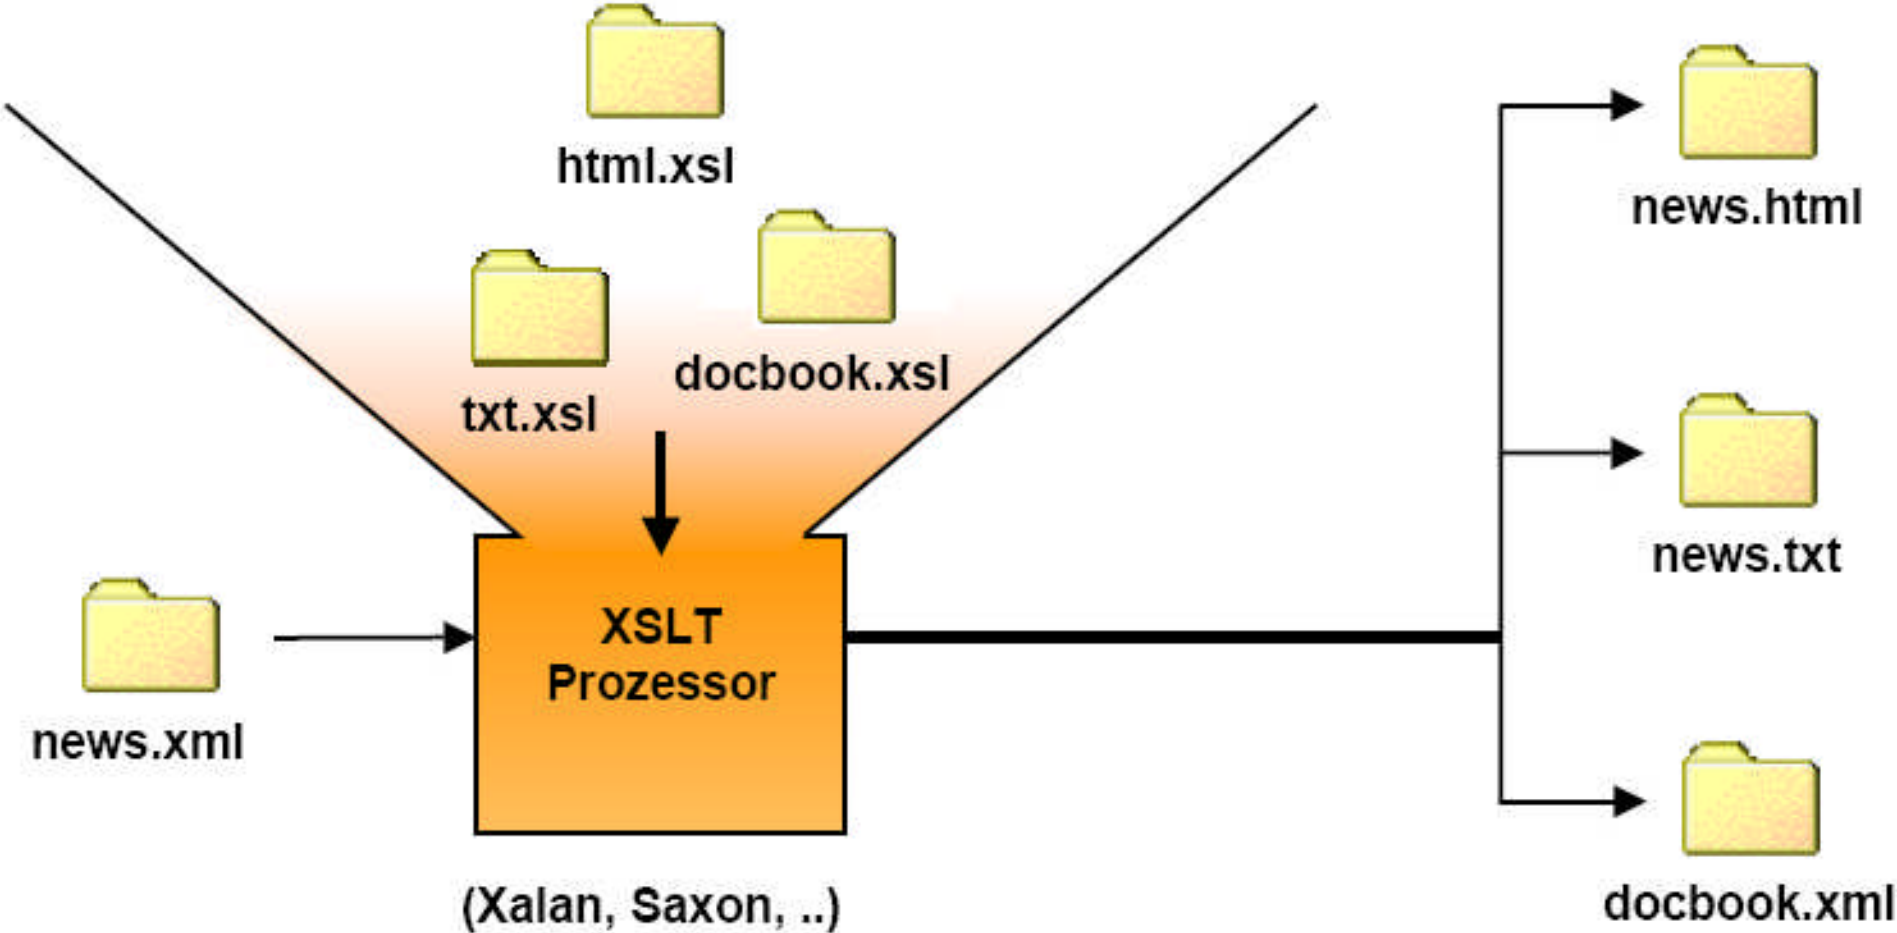 html.xsl
docbook.xsl
txt.xsl
news.xml
XSLT
Prozessor
(Xalan, Saxon, ..)
news.html
news.txt
docbook.xml